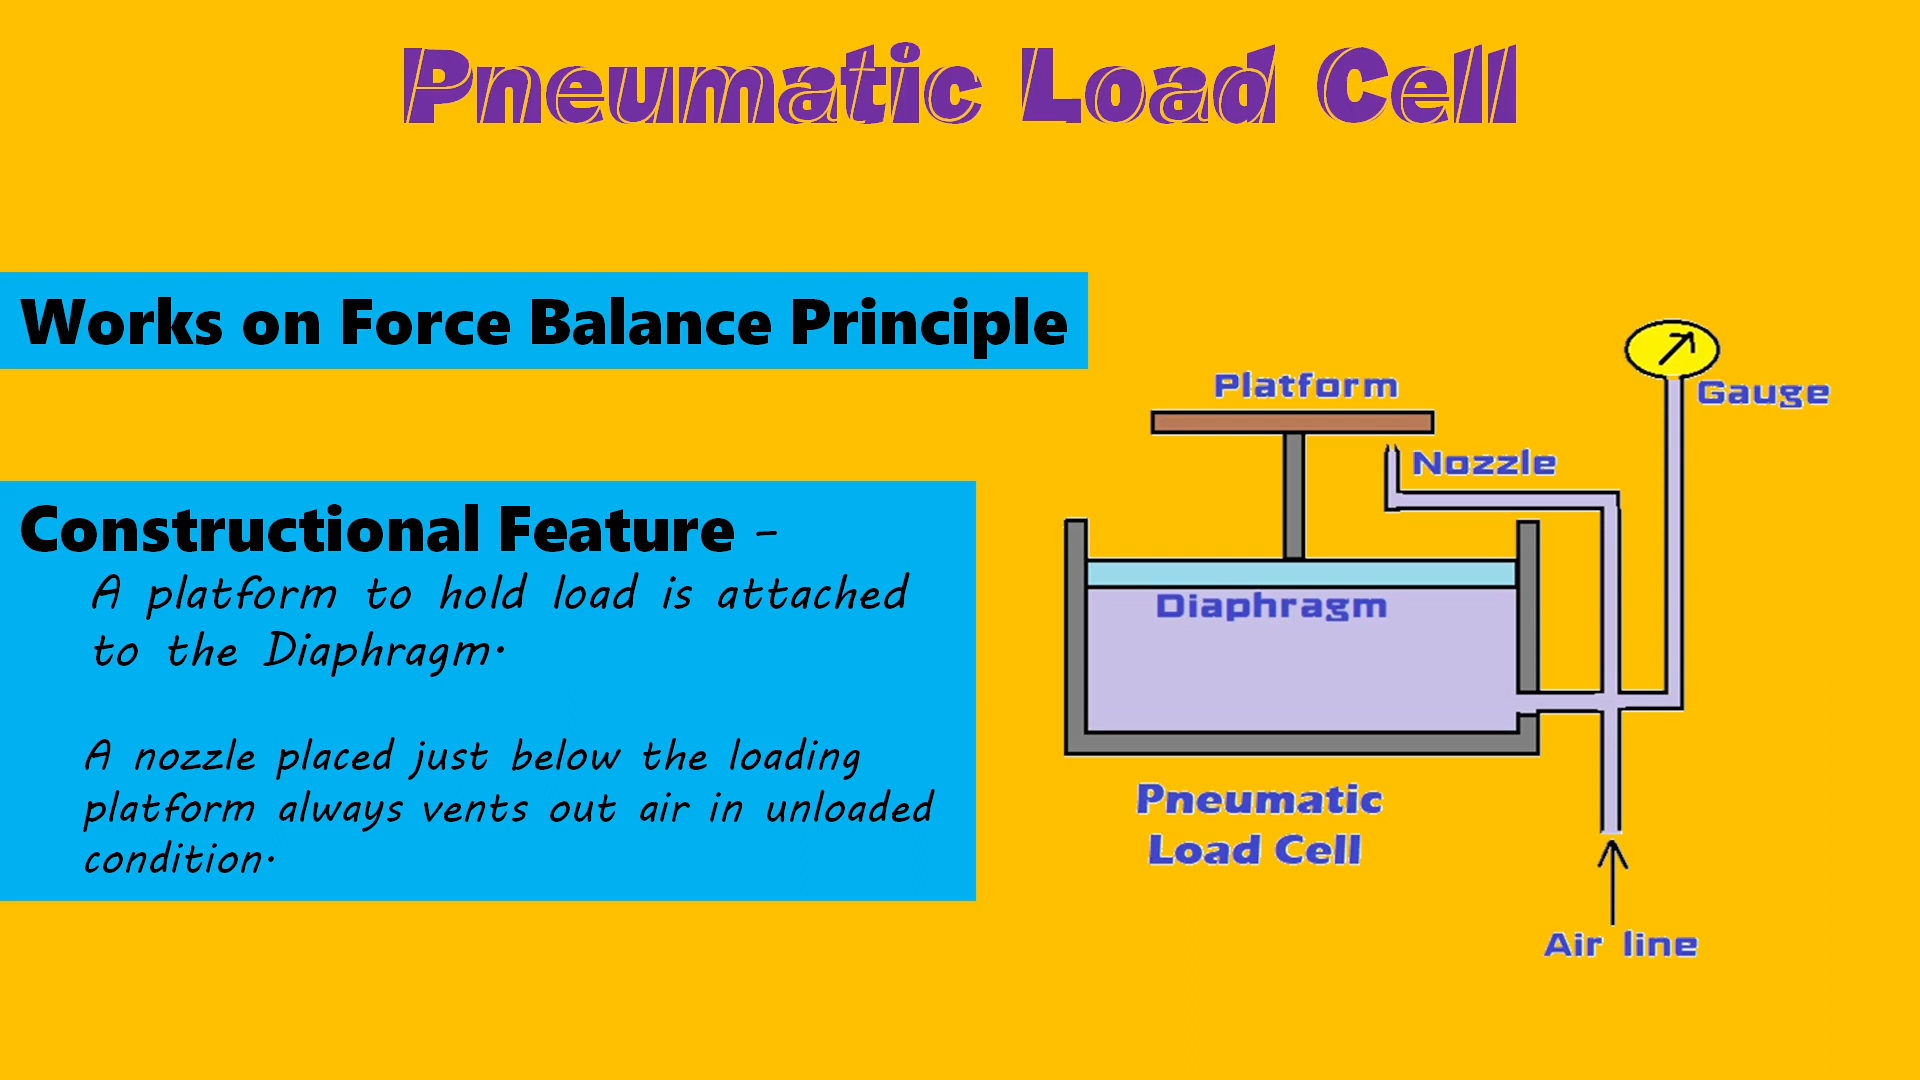 Pneumatic Load Cell
Works on Force Balance Principle
Constructional Feature -
A platform to hold load is attached
to the Diaphragm.
A nozzle placed just below the loading
platform always vents out air in unloaded
condition.
Platform
Gauge
Nozzle
Diaphragm
Pneumatic
Load Cell
Air line